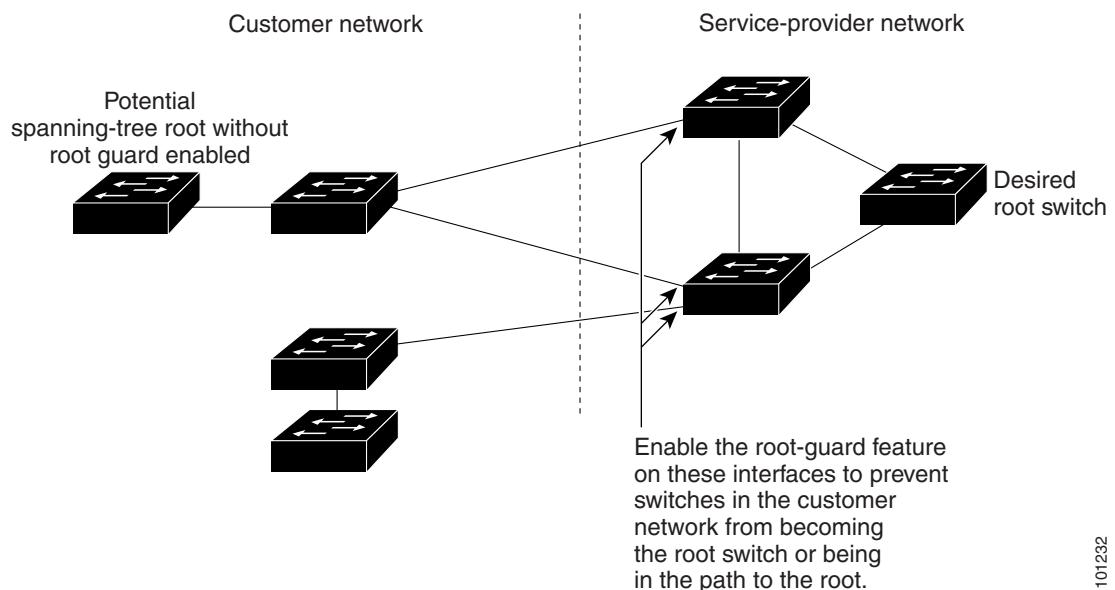 Customer network
Service-provider network
Potential
spanning-tree root without
root guard enabled
Desired
root switch
Enable the root-guard feature
on these interfaces to prevent
switches in the customer
network from becoming
the root switch or being
in the path to the root.
101232